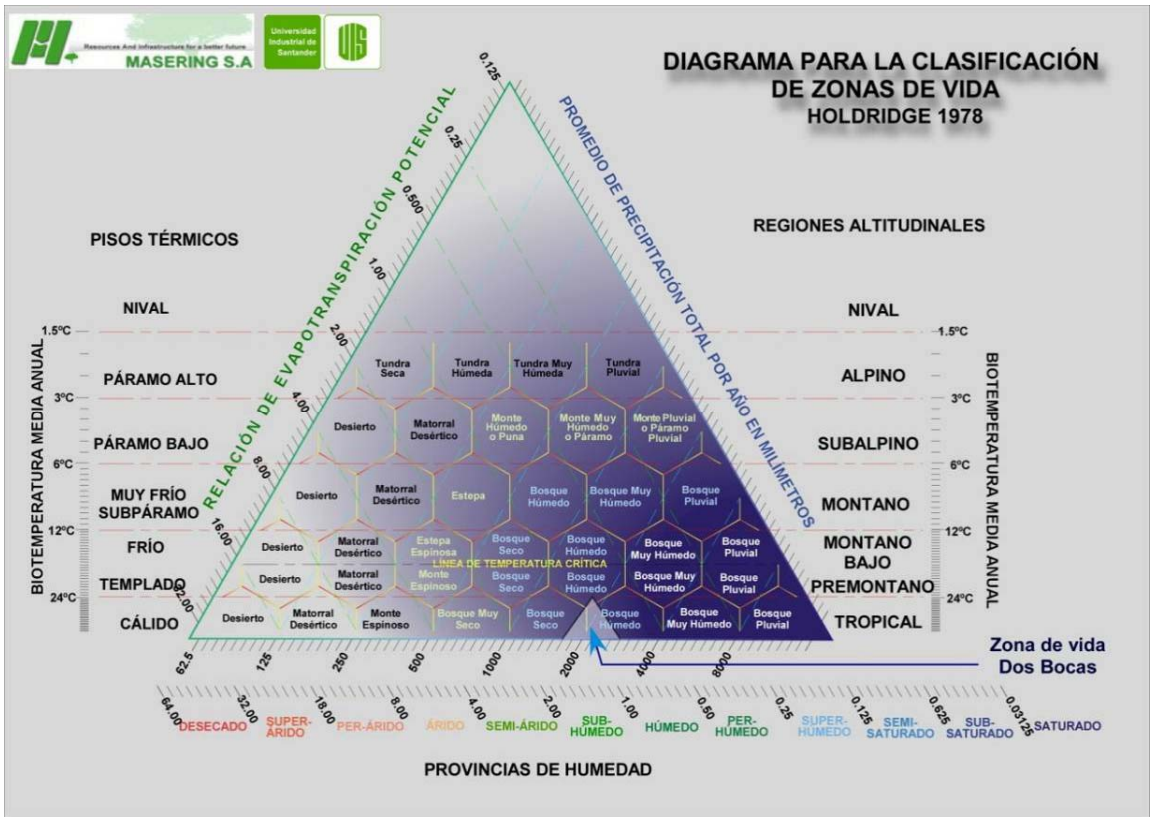 Resources And Infrastructure for a better future
MASERING S.A
Universidad
Industrial de
Santander
UIS
DIAGRAMA PARA LA CLASIFICACIÓN
DE ZONAS DE VIDA
HOLDRIDGE 1978
RELACIÓN DE EVAPOTRANSPIRACIÓN POTENCIAL
PROMEDIO DE PRECIPITACIÓN TOTAL POR AÑO EN MILÍMETROS
0.125
0.25
0.500
1.00
2.00
4.00
8.00
16.00
32.00
PISOS TÉRMICOS
REGIONES ALTITUDINALES
BIOTEMPERATURA MEDIA ANUAL
BIOTEMPERATURA MEDIA ANUAL
NIVAL
NIVAL
1.5ºC
1.5ºC
PÁRAMO ALTO
Tundra
Seca
Tundra
Húmeda
Tundra Muy
Húmeda
Tundra
Pluvial
ALPINO
3ºC
3ºC
PÁRAMO BAJO
Desierto
Matorral
Desértico
Monte
Húmedo
o Puna
Monte Muy
Húmedo
o Páramo
Monte Pluvial
o Páramo
Pluvial
SUBALPINO
6ºC
6ºC
MUY FRÍO
SUBPÁRAMO
Desierto
Matorral
Desértico
Estepa
Bosque
Húmedo
Bosque Muy
Húmedo
Bosque
Pluvial
MONTANO
12ºC
12ºC
FRÍO
Desierto
Matorral
Desértico
Estepa
Espinosa
Bosque
Seco
Bosque
Húmedo
Bosque
Muy Húmedo
Bosque
Pluvial
MONTANO
BAJO
LÍNEA DE TEMPERATURA CRÍTICA
TEMPLADO
Desierto
Matorral
Desértico
Monte
Espinoso
Bosque
Seco
Bosque
Húmedo
Bosque Muy
Húmedo
Bosque
Pluvial
PREMONTANO
24ºC
24ºC
CÁLIDO
Desierto
Matorral
Desértico
Monte
Espinoso
Bosque Muy
Seco
Bosque
Seco
Bosque
Húmedo
Bosque
Muy Húmedo
Bosque
Pluvial
TROPICAL
Zona de vida
Dos Bocas
62.5
125
250
500
1000
2000
4000
8000
64.00
32.00
18.00
8.00
4.00
2.00
1.00
0.50
0.25
0.125
0.625
0.03125
DESECADO
SUPER-
ÁRIDO
PER-ÁRIDO
ÁRIDO
SEMI-ÁRIDO
SUB-
HÚMEDO
HÚMEDO
PER-
HÚMEDO
SUPER-
HÚMEDO
SEMI-
SATURADO
SUB-
SATURADO
SATURADO
PROVINCIAS DE HUMEDAD